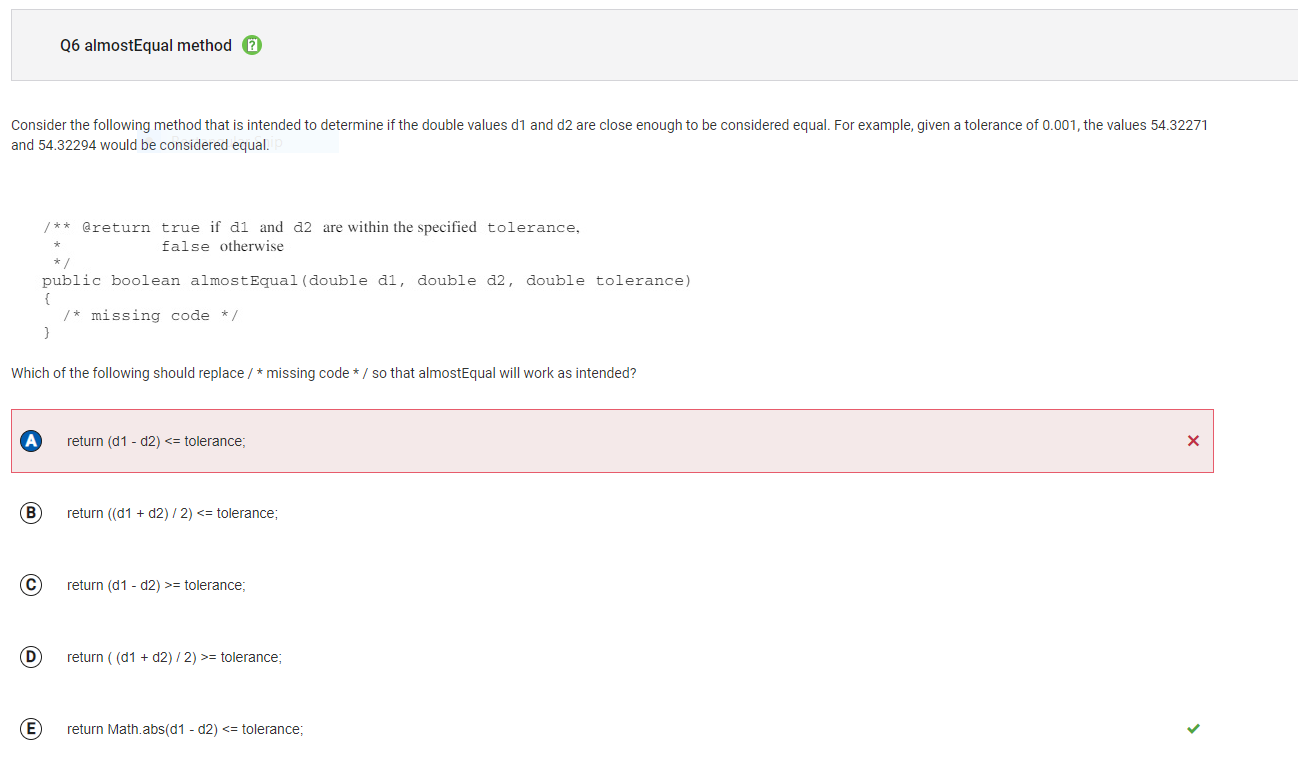 Q6 almostEqual method
Consider the following method that is intended to determine if the double values d1 and d2 are close enough to be considered equal. For example, given a tolerance of 0.001, the values 54.32271
and 54.32294 would be considered equal.
/** @return true if d1 and d2 are within the specified tolerance,
* false otherwise
*/
public boolean almostEqual(double d1, double d2, double tolerance)
{
/* missing code */
}
Which of the following should replace / * missing code * / so that almostEqual will work as intended?
A return (d1 - d2) <= tolerance;
B return ((d1 + d2) / 2) <= tolerance;
C return (d1 - d2) >= tolerance;
D return ( (d1 + d2) / 2) >= tolerance;
E return Math.abs(d1 - d2) <= tolerance;